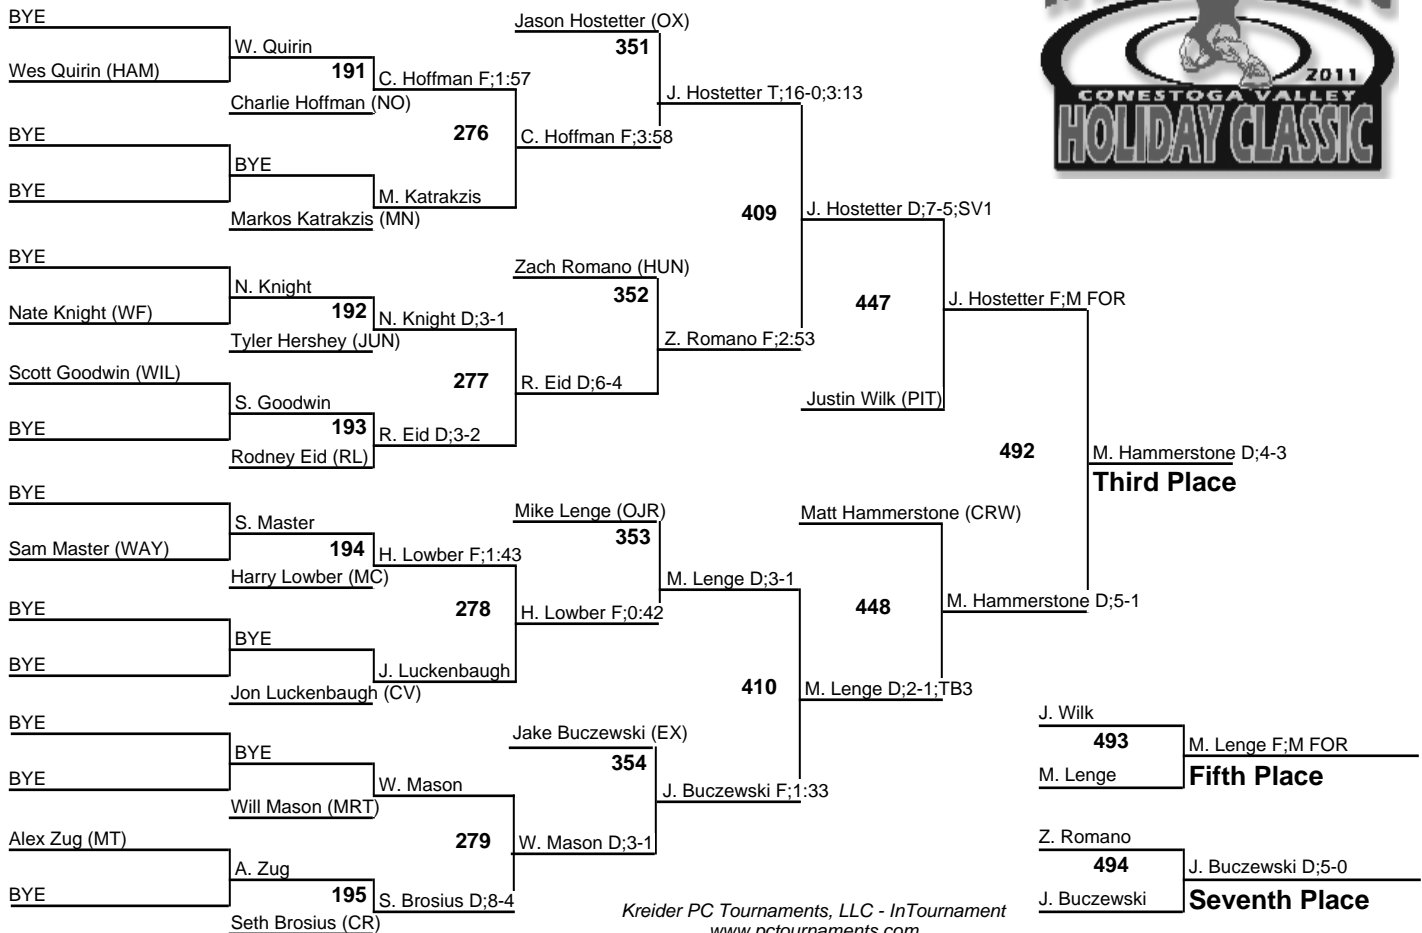 BYE
Wes Quirin (HAM)
W. Quirin
191
Charlie Hoffman (NO)
C. Hoffman F;1:57
BYE
BYE
BYE
Markos Katrakzis (MN)
M. Katrakzis
276
C. Hoffman F;3:58
Jason Hostetter (OX)
351
J. Hostetter T;16-0;3:13
BYE
Nate Knight (WF)
N. Knight
192
Tyler Hershey (JUN)
N. Knight D;3-1
Scott Goodwin (WIL)
BYE
S. Goodwin
193
Rodney Eid (RL)
R. Eid D;3-2
277
R. Eid D;6-4
Zach Romano (HUN)
352
Z. Romano F;2:53
409
J. Hostetter D;7-5;SV1
447
Justin Wilk (PIT)
J. Hostetter F;M FOR
BYE
Sam Master (WAY)
S. Master
194
Harry Lowber (MC)
H. Lowber F;1:43
BYE
BYE
BYE
Jon Luckenbaugh (CV)
J. Luckenbaugh
278
H. Lowber F;0:42
Mike Lenge (OJR)
353
M. Lenge D;3-1
BYE
BYE
BYE
Will Mason (MRT)
W. Mason
Alex Zug (MT)
BYE
A. Zug
195
Seth Brosius (CR)
S. Brosius D;8-4
279
W. Mason D;3-1
Jake Buczewski (EX)
354
J. Buczewski F;1:33
410
M. Lenge D;2-1;TB3
Matt Hammerstone (CRW)
448
M. Hammerstone D;5-1
492
M. Hammerstone D;4-3
Third Place
J. Wilk
493
M. Lenge
M. Lenge F;M FOR
Fifth Place
Z. Romano
494
J. Buczewski
J. Buczewski D;5-0
Seventh Place
2011
CONESTOGA VALLEY
HOLIDAY CLASSIC
Kreider PC Tournaments, LLC - InTournament
www.pctournaments.com